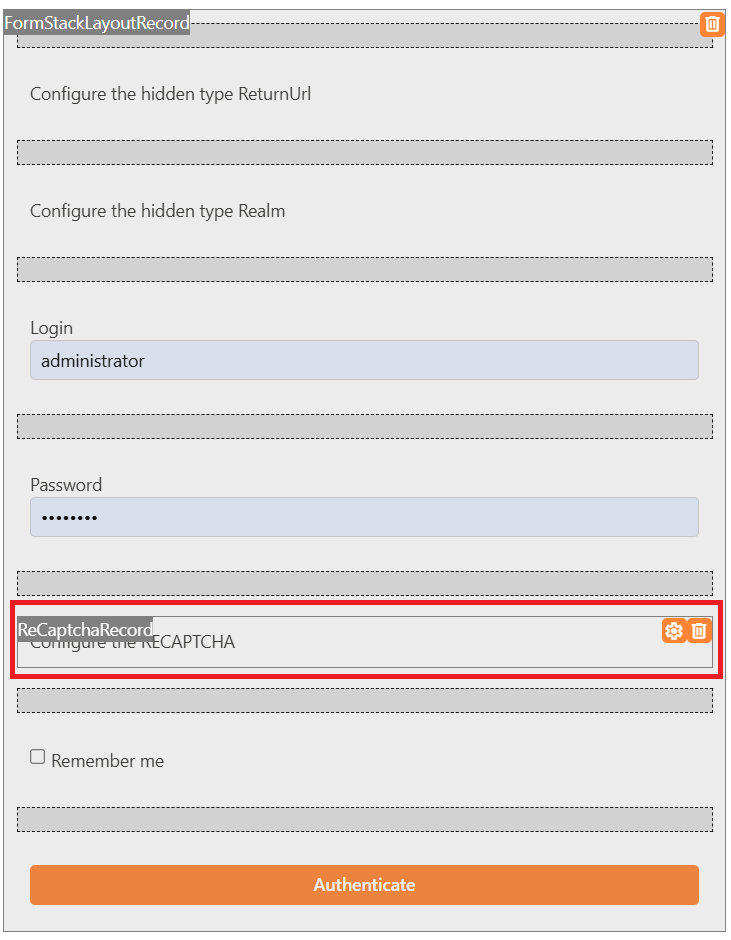 FormStackLayoutRecord
Configure the hidden type ReturnUrl
Configure the hidden type Realm
Login
administrator
Password
••••••••
ReCaptchaRecord
Configure the RECAPTCHA
Remember me
Authenticate